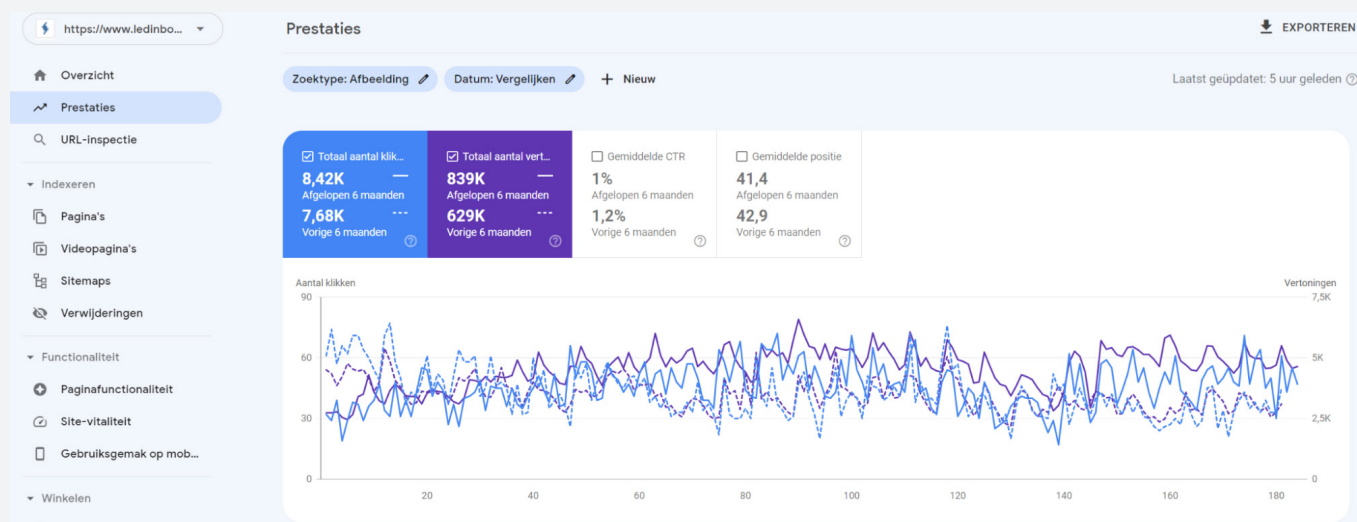 https://www.ledinbo...
Prestaties
EXPORTEREN
Overzicht
Prestaties
URL-inspectie
Indexeren
Pagina's
Videopagina's
Sitemaps
Verwijderingen
Functionaliteit
Paginafunctionaliteit
Site-vitaliteit
Gebruiksgemak op mob...
Winkelen
Zoektype: Afbeelding
Datum: Vergelijken
Nieuw
Laatst geüpdatet: 5 uur geleden
Totaal aantal klik...
8,42K
Afgelopen 6 maanden
7,68K
Vorige 6 maanden
Totaal aantal vert...
839K
Afgelopen 6 maanden
629K
Vorige 6 maanden
Gemiddelde CTR
1%
Afgelopen 6 maanden
1,2%
Vorige 6 maanden
Gemiddelde positie
41,4
Afgelopen 6 maanden
42,9
Vorige 6 maanden
Aantal klikken
Vertoningen
90
60
30
0
7,5K
5K
2,5K
0
20 40 60 80 100 120 140 160 180